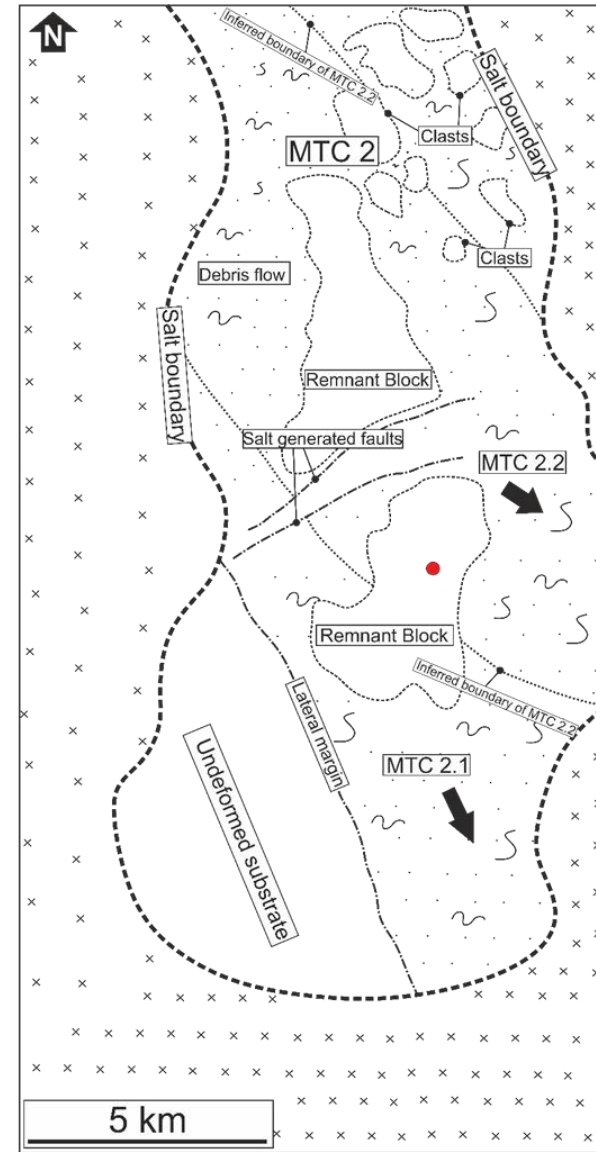 N
Inferred boundary of MTC 2.2
Salt boundary
Clasts
MTC 2
Clasts
Debris flow
Salt boundary
Remnant Block
Salt generated faults
MTC 2.2
Remnant Block
Inferred boundary of MTC 2.2
Lateral margin
Undeformed substrate
MTC 2.1
5 km